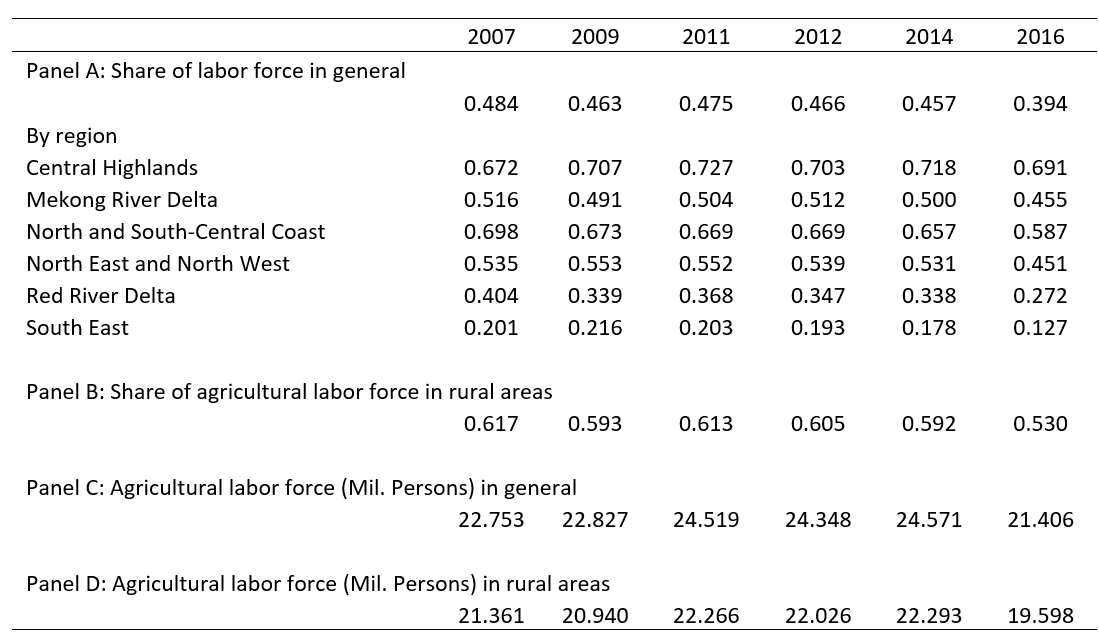 2007 2009 2011 2012 2014 2016
Panel A: Share of labor force in general
0.484 0.463 0.475 0.466 0.457 0.394
By region
Central Highlands 0.672 0.707 0.727 0.703 0.718 0.691
Mekong River Delta 0.516 0.491 0.504 0.512 0.500 0.455
North and South-Central Coast 0.698 0.673 0.669 0.669 0.657 0.587
North East and North West 0.535 0.553 0.552 0.539 0.531 0.451
Red River Delta 0.404 0.339 0.368 0.347 0.338 0.272
South East 0.201 0.216 0.203 0.193 0.178 0.127
Panel B: Share of agricultural labor force in rural areas
0.617 0.593 0.613 0.605 0.592 0.530
Panel C: Agricultural labor force (Mil. Persons) in general
22.753 22.827 24.519 24.348 24.571 21.406
Panel D: Agricultural labor force (Mil. Persons) in rural areas
21.361 20.940 22.266 22.026 22.293 19.598